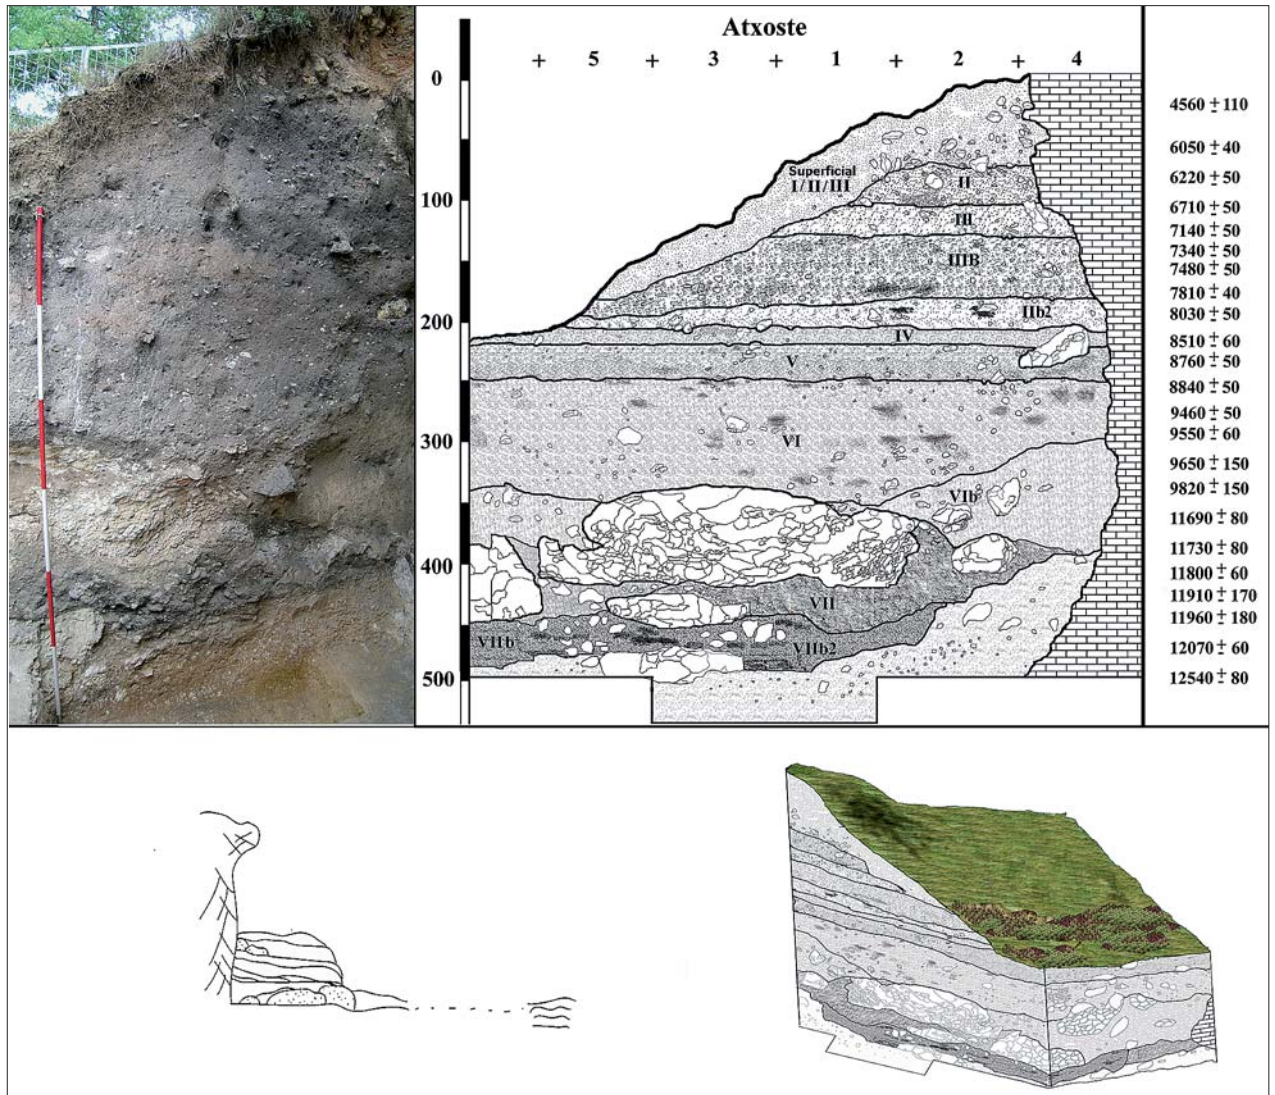 Atxoste
+ 5 + 3 + 1 + 2 + 4
0
100
200
300
400
500
Superficial
I/II/III
II
III
IIIB
IIb2
IV
V
VI
VIb
VII
VIIb
VIIb2
4560 ± 110
6050 ± 40
6220 ± 50
6710 ± 50
7140 ± 50
7340 ± 50
7480 ± 50
7810 ± 40
8030 ± 50
8510 ± 60
8760 ± 50
8840 ± 50
9460 ± 50
9550 ± 60
9650 ± 150
9820 ± 150
11690 ± 80
11730 ± 80
11800 ± 60
11910 ± 170
11960 ± 180
12070 ± 60
12540 ± 80